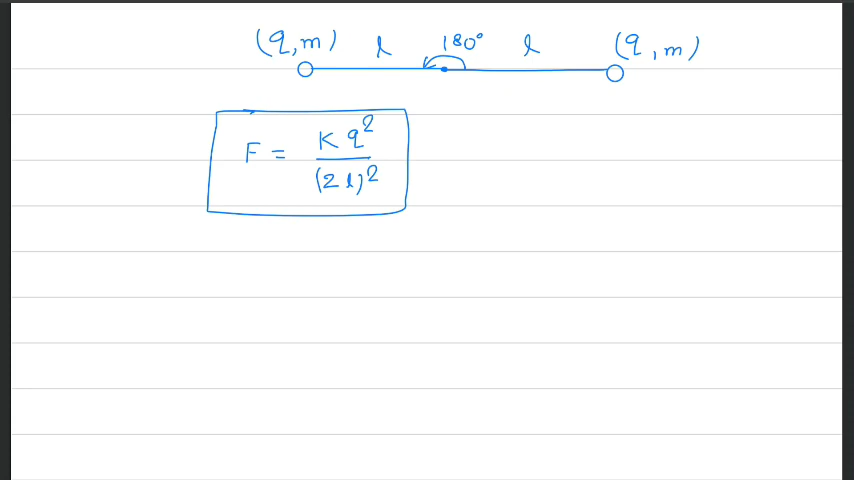 (q,m) l 180° l (q,m)
F = Kq²/(2l)²